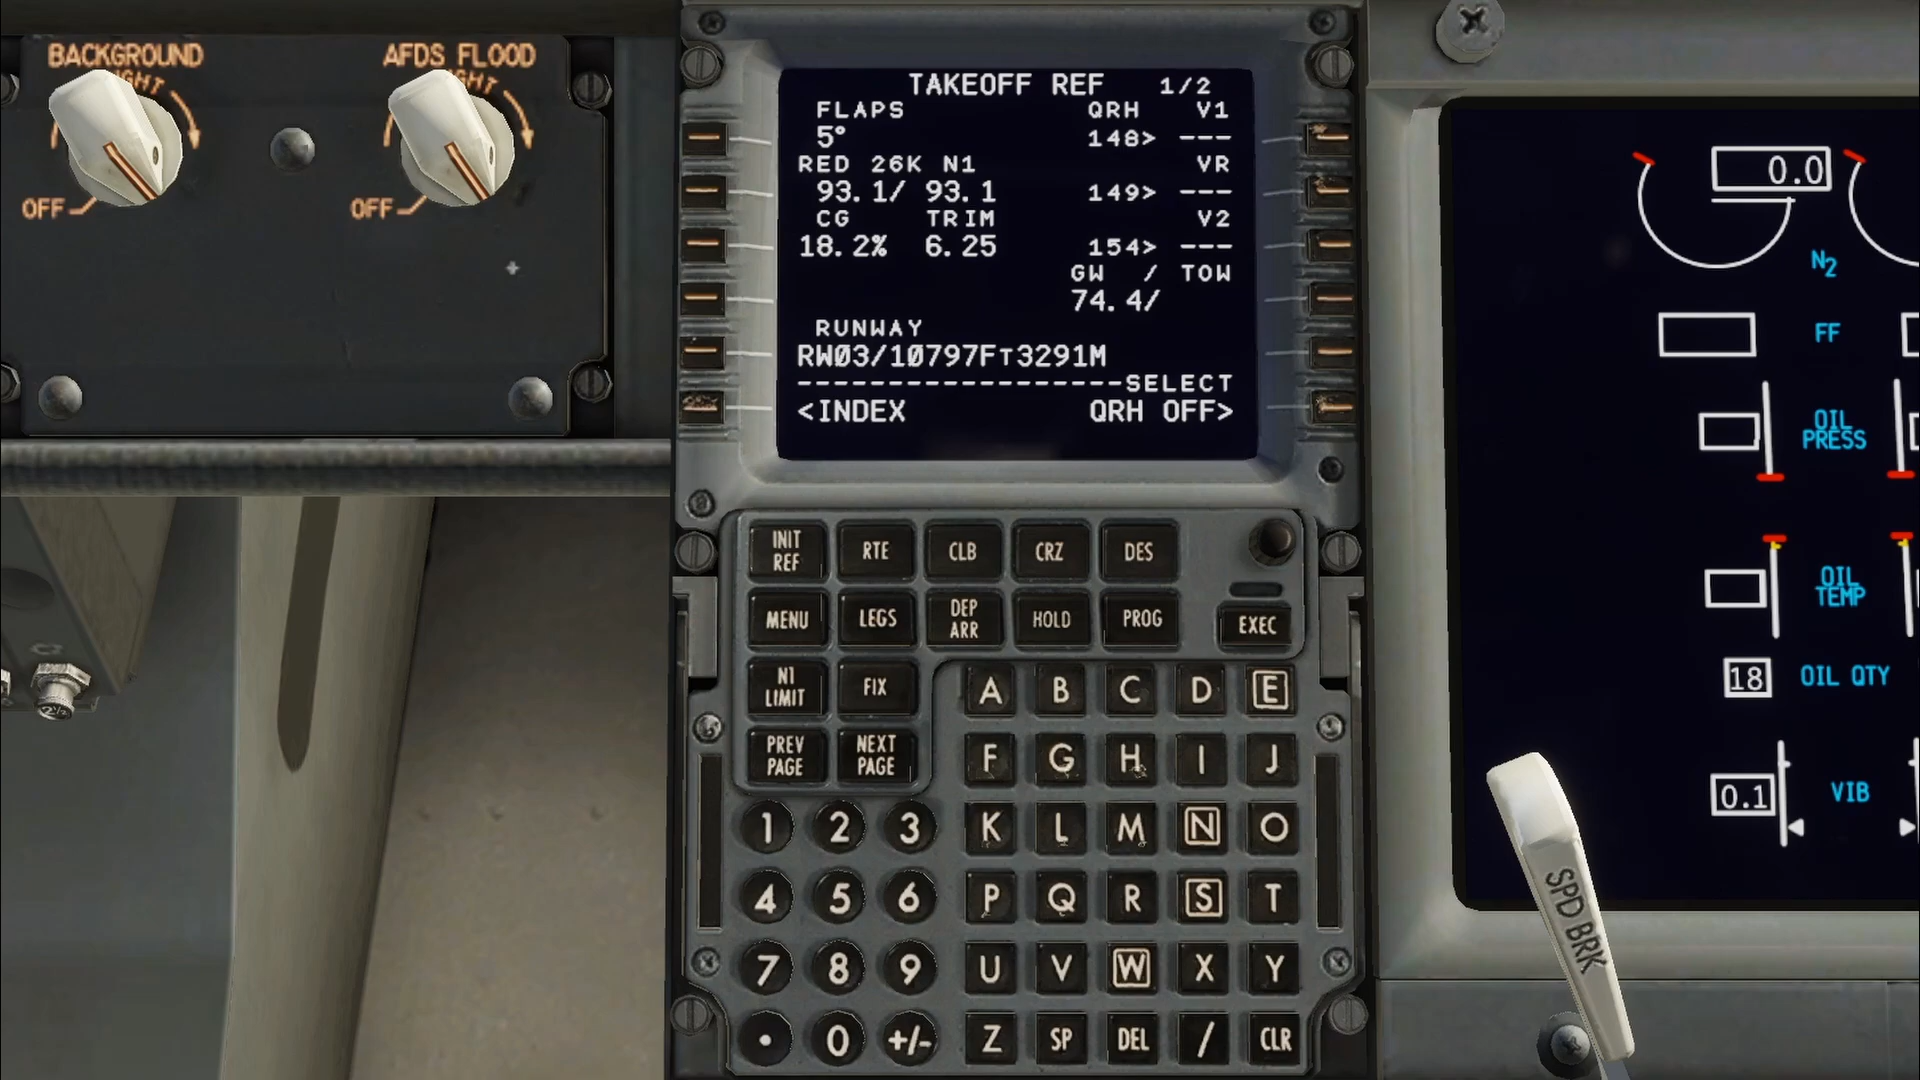 BACKGROUND
OFF
AFDS FLOOD
OFF
TAKEOFF REF 1/2
FLAPS QRH V1
5° 148> ---
RED 26K N1 VR
93.1/ 93.1 149> ---
CG TRIM V2
18.2% 6.25 154> ---
GW / TOW
74.4/
RUNWAY
RW03/10797FT3291M
------------------SELECT
<INDEX QRH OFF>
INIT REF RTE CLB CRZ DES
MENU LEGS DEP ARR HOLD PROG EXEC
N1 LIMIT FIX
PREV PAGE NEXT PAGE
A B C D E
F G H I J
1 2 3 K L M N O
4 5 6 P Q R S T
7 8 9 U V W X Y
. 0 +/- Z SP DEL / CLR
0.0
N2
FF
OIL PRESS
OIL TEMP
18 OIL QTY
0.1 VIB
SPD BRK